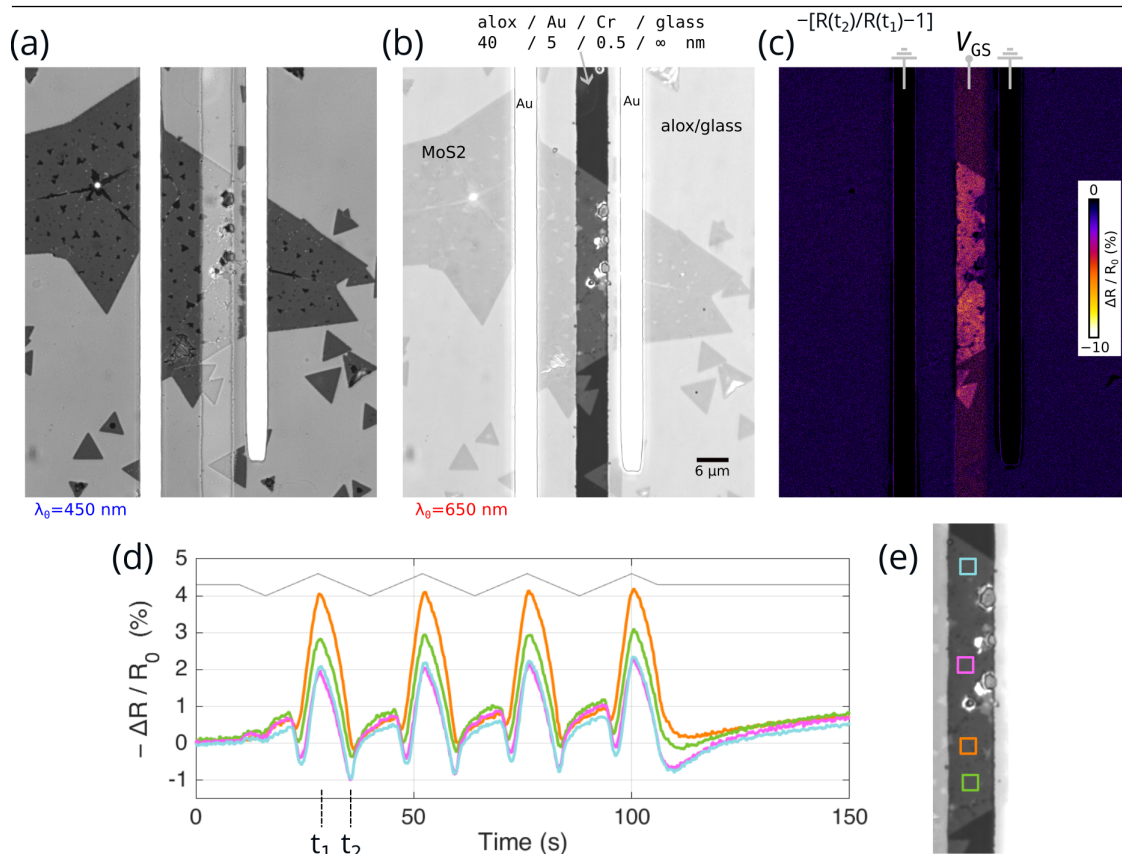 alox / Au / Cr / glass
40 / 5 / 0.5 / ∞ nm
−[R(t₂)/R(t₁)−1]
(a)
(b)
(c)
V_GS
Au
Au
MoS2
alox/glass
0
ΔR / R₀ (%)
−10
6 μm
λ₀=450 nm
λ₀=650 nm
(d)
(e)
5
4
3
2
1
0
-1
− ΔR / R₀ (%)
0
50
100
150
t₁ t₂
Time (s)